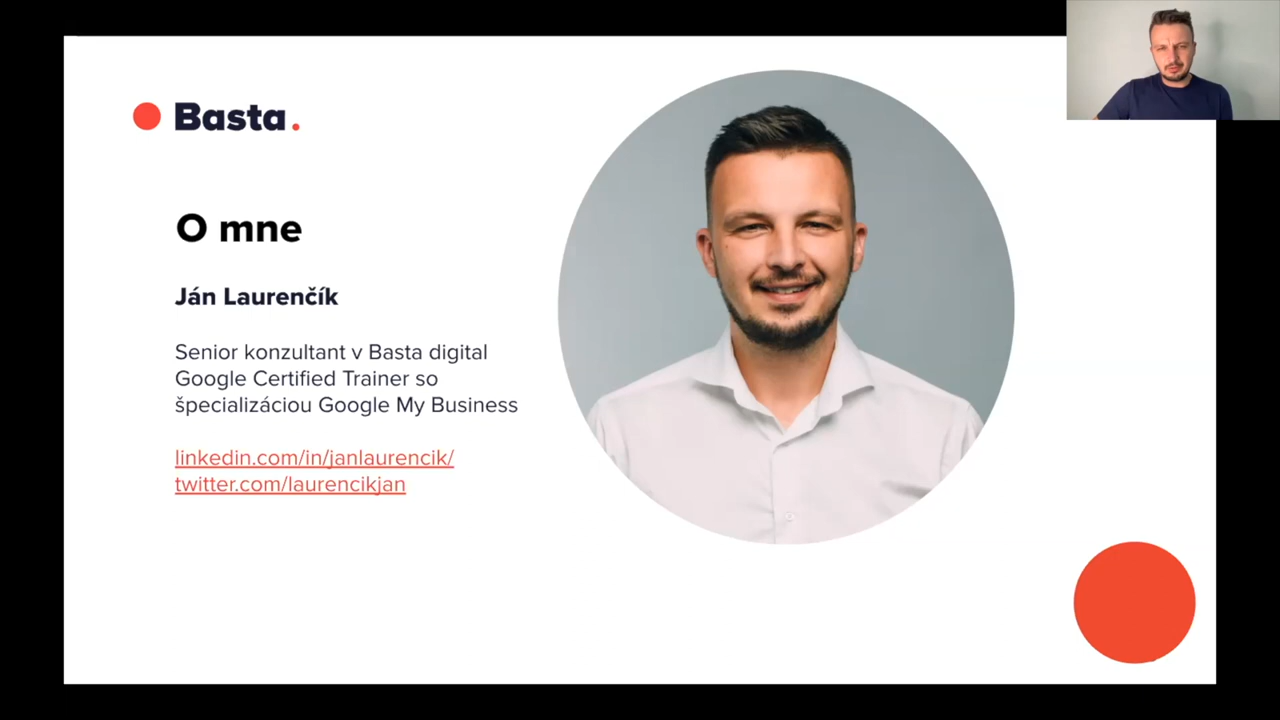 Basta.
O mne
Ján Laurenčík
Senior konzultant v Basta digital
Google Certified Trainer so
špecializáciou Google My Business
linkedin.com/in/janlaurencik/
twitter.com/laurencikjan